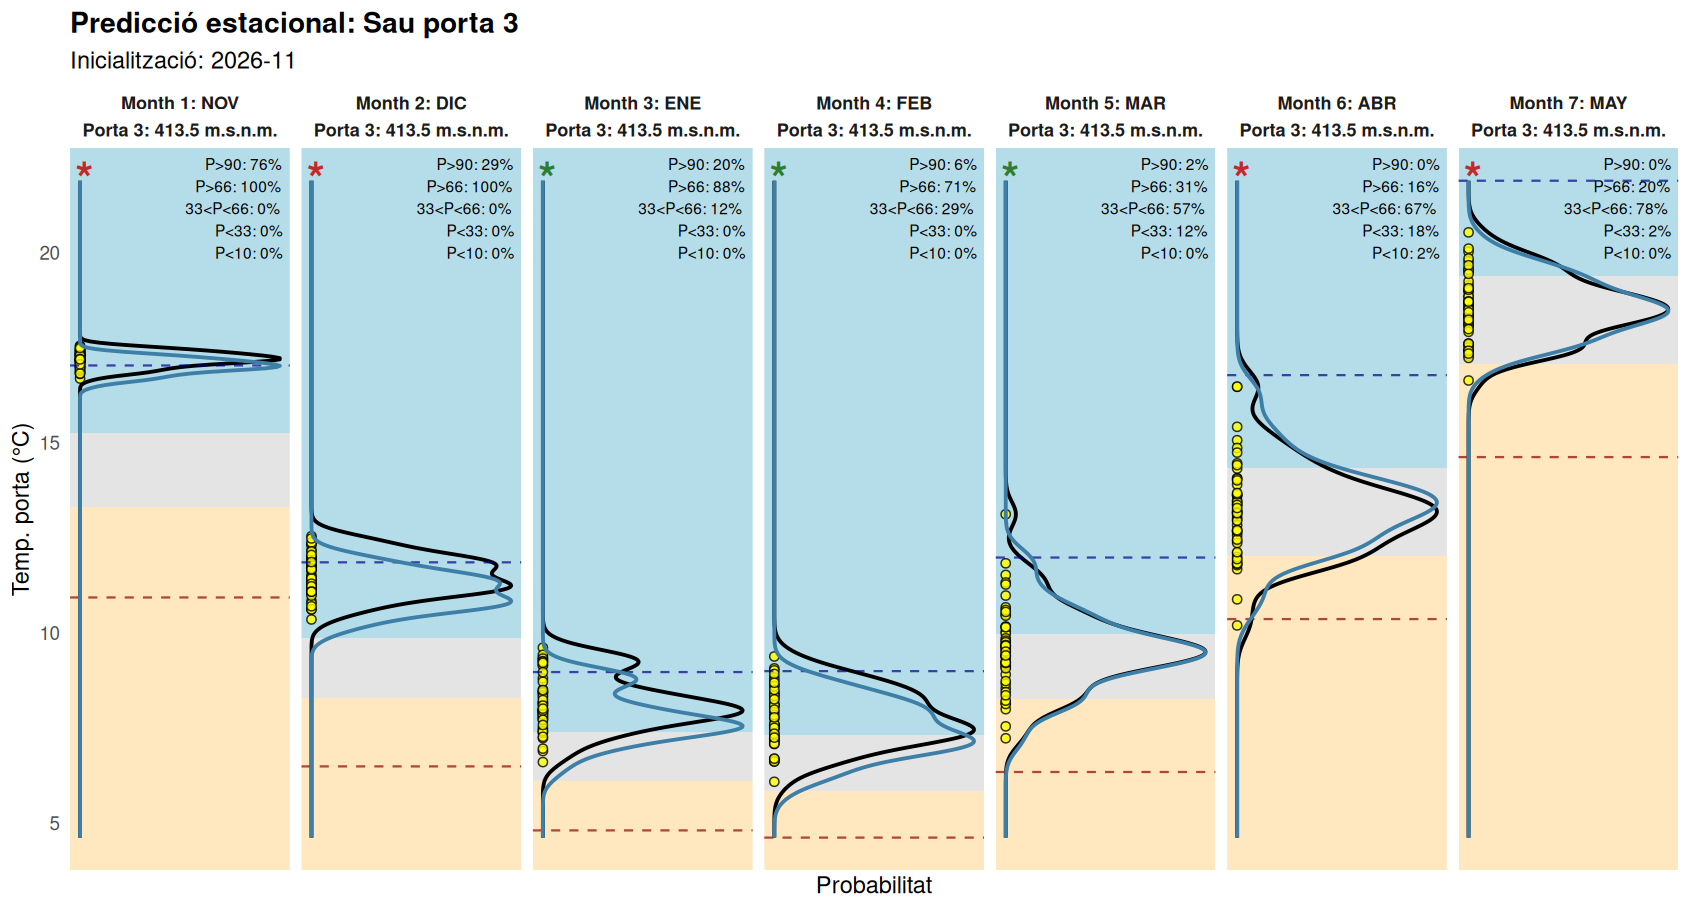 Predicció estacional: Sau porta 3
Inicialització: 2026-11
Month 1: NOV
Porta 3: 413.5 m.s.n.m.
Month 2: DIC
Porta 3: 413.5 m.s.n.m.
Month 3: ENE
Porta 3: 413.5 m.s.n.m.
Month 4: FEB
Porta 3: 413.5 m.s.n.m.
Month 5: MAR
Porta 3: 413.5 m.s.n.m.
Month 6: ABR
Porta 3: 413.5 m.s.n.m.
Month 7: MAY
Porta 3: 413.5 m.s.n.m.
*
P>90: 76%
P>66: 100%
33<P<66: 0%
P<33: 0%
P<10: 0%
*
P>90: 29%
P>66: 100%
33<P<66: 0%
P<33: 0%
P<10: 0%
*
P>90: 20%
P>66: 88%
33<P<66: 12%
P<33: 0%
P<10: 0%
*
P>90: 6%
P>66: 71%
33<P<66: 29%
P<33: 0%
P<10: 0%
*
P>90: 2%
P>66: 31%
33<P<66: 57%
P<33: 12%
P<10: 0%
*
P>90: 0%
P>66: 16%
33<P<66: 67%
P<33: 18%
P<10: 2%
*
P>90: 0%
P>66: 20%
33<P<66: 78%
P<33: 2%
P<10: 0%
20
15
10
5
Temp. porta (°C)
Probabilitat